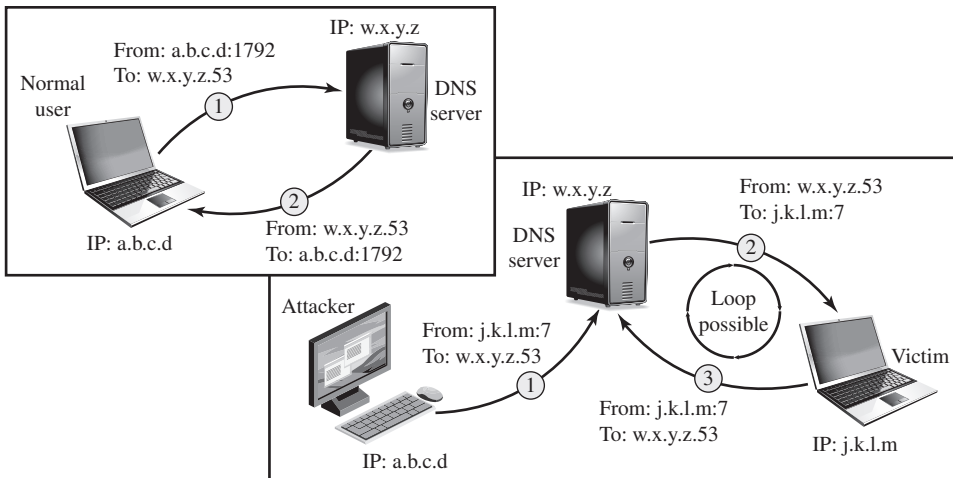 IP: w.x.y.z
From: a.b.c.d:1792
To: w.x.y.z.53
Normal
user
1
DNS
server
2
From: w.x.y.z.53
To: a.b.c.d:1792
IP: a.b.c.d
IP: w.x.y.z
DNS
server
From: w.x.y.z.53
To: j.k.l.m:7
2
Loop
possible
Attacker
From: j.k.l.m:7
To: w.x.y.z.53
1
Victim
3
From: j.k.l.m:7
To: w.x.y.z.53
IP: a.b.c.d
IP: j.k.l.m